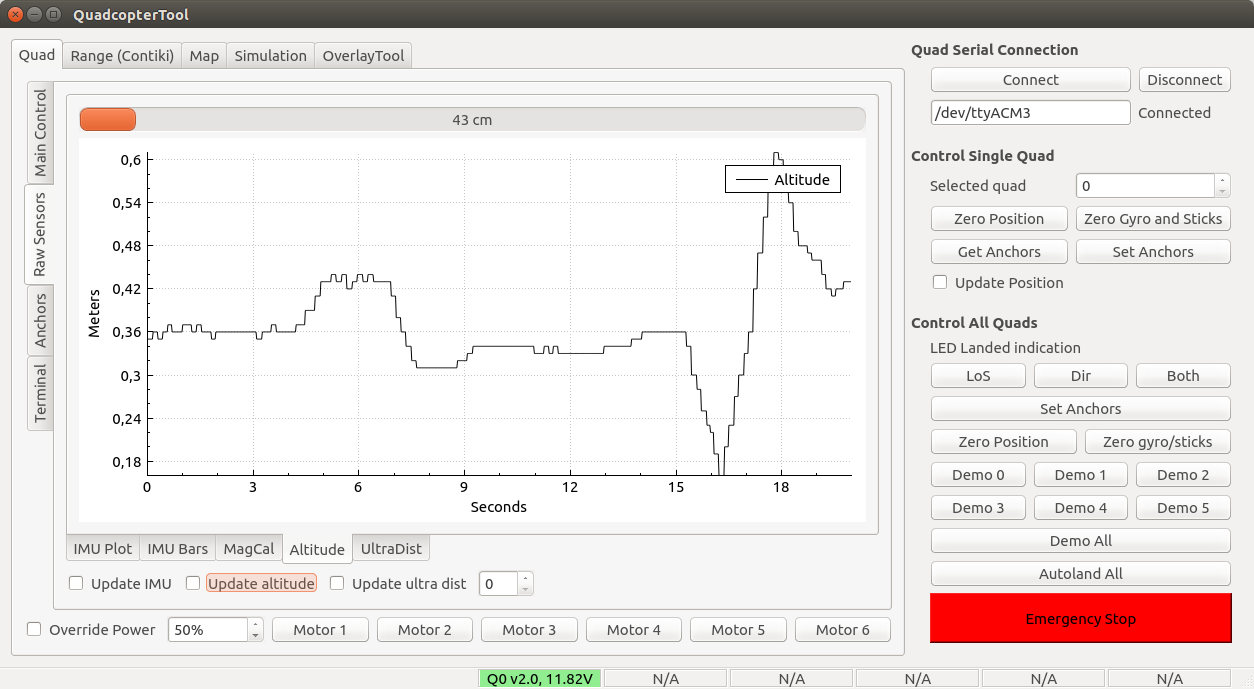 QuadcopterTool
Quad Range (Contiki) Map Simulation OverlayTool
Main Control
Raw Sensors
Anchors
Terminal
43 cm
Altitude
0,6
0,54
0,48
0,42
0,36
0,3
0,24
0,18
Meters
0 3 6 9 12 15 18
Seconds
IMU Plot IMU Bars MagCal Altitude UltraDist
Update IMU Update altitude Update ultra dist 0
Override Power 50% Motor 1 Motor 2 Motor 3 Motor 4 Motor 5 Motor 6
Quad Serial Connection
Connect Disconnect
/dev/ttyACM3 Connected
Control Single Quad
Selected quad 0
Zero Position Zero Gyro and Sticks
Get Anchors Set Anchors
Update Position
Control All Quads
LED Landed indication
LoS Dir Both
Set Anchors
Zero Position Zero gyro/sticks
Demo 0 Demo 1 Demo 2
Demo 3 Demo 4 Demo 5
Demo All
Autoland All
Emergency Stop
Q0 v2.0, 11.82V N/A N/A N/A N/A N/A